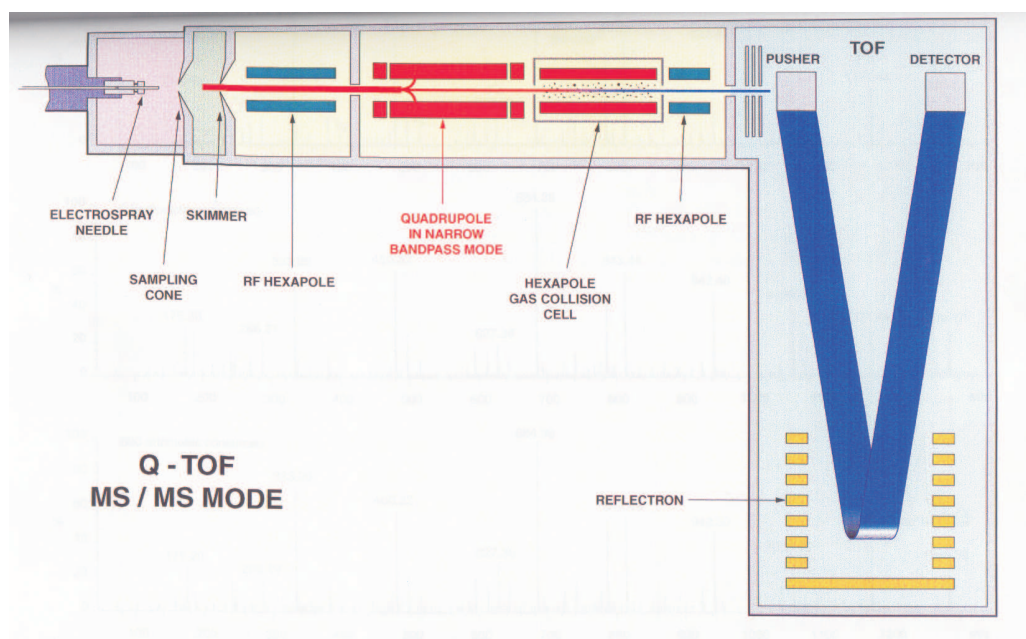 TOF
PUSHER
DETECTOR
ELECTROSPRAY
NEEDLE
SKIMMER
SAMPLING
CONE
RF HEXAPOLE
QUADRUPOLE
IN NARROW
BANDPASS MODE
HEXAPOLE
GAS COLLISION
CELL
RF HEXAPOLE
Q - TOF
MS / MS MODE
REFLECTRON